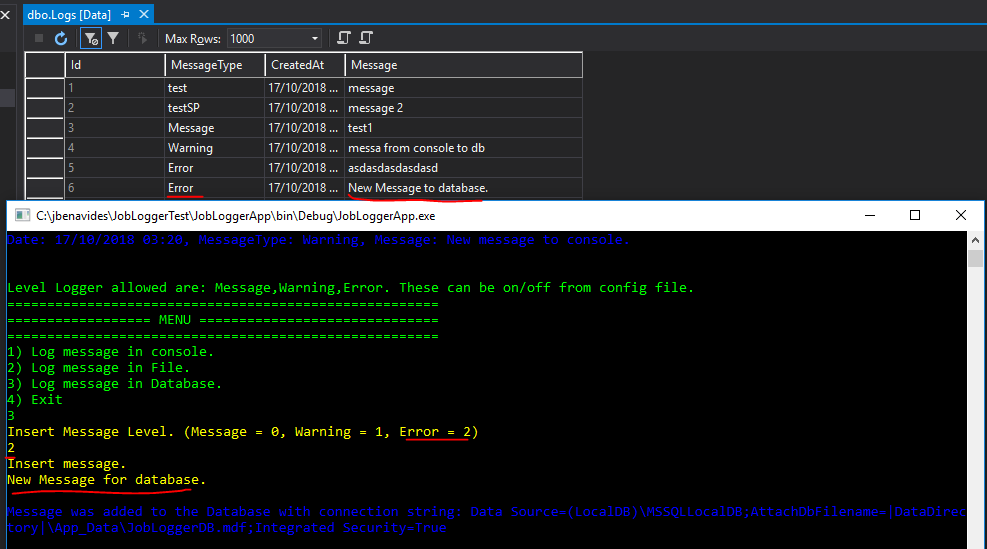 dbo.Logs [Data]
Max Rows: 1000
Id MessageType CreatedAt Message
1 test 17/10/2018 ... message
2 testSP 17/10/2018 ... message 2
3 Message 17/10/2018 ... test1
4 Warning 17/10/2018 ... messa from console to db
5 Error 17/10/2018 ... asdasdasdasdasd
6 Error 17/10/2018 ... New Message to database.
C:\jbenavides\JobLoggerTest\JobLoggerApp\bin\Debug\JobLoggerApp.exe
Date: 17/10/2018 03:20, MessageType: Warning, Message: New message to console.
Level Logger allowed are: Message,Warning,Error. These can be on/off from config file.
======================================================
================== MENU ==============================
======================================================
1) Log message in console.
2) Log message in File.
3) Log message in Database.
4) Exit
3
Insert Message Level. (Message = 0, Warning = 1, Error = 2)
2
Insert message.
New Message for database.
Message was added to the Database with connection string: Data Source=(LocalDB)\MSSQLLocalDB;AttachDbFilename=|DataDirec
tory|\App_Data\JobLoggerDB.mdf;Integrated Security=True